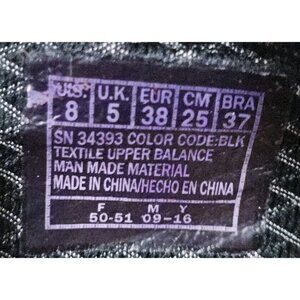 U.S. U.K. EUR CM BRA
8 5 38 25 37
SN 34393 COLOR CODE:BLK
TEXTILE UPPER BALANCE
MAN MADE MATERIAL
MADE IN CHINA/HECHO EN CHINA
F M Y
50-51 09-16